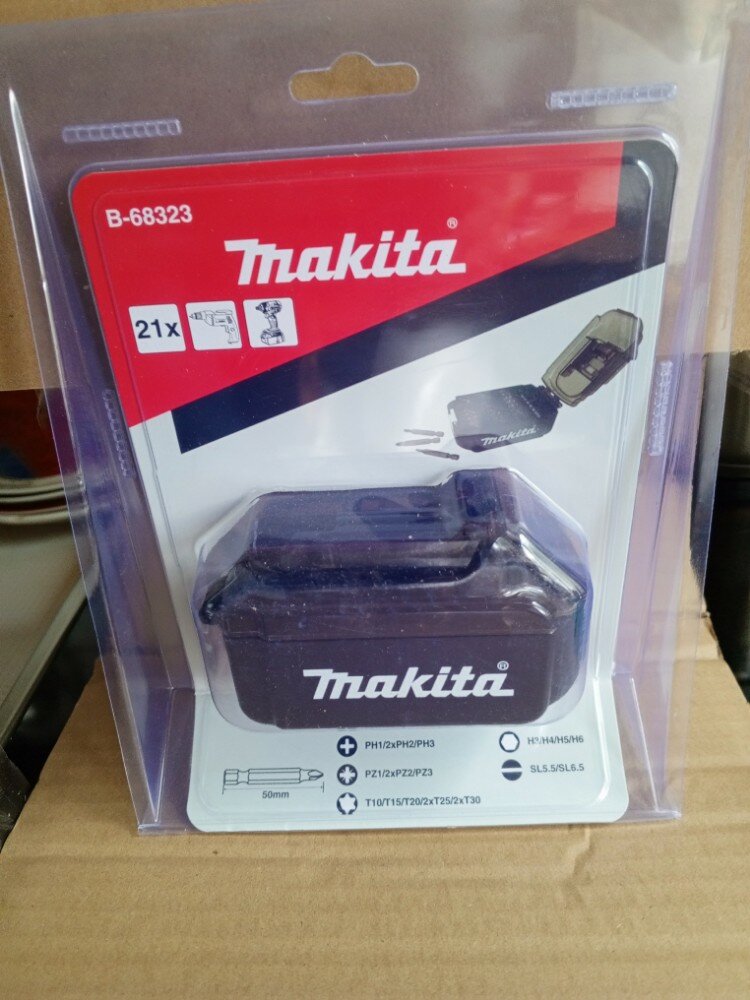 B-68323
makita®
21x
makita
makita®
PH1/2xPH2/PH3
H3/H4/H5/H6
PZ1/2xPZ2/PZ3
SL5.5/SL6.5
50mm
T10/T15/T20/2xT25/2xT30